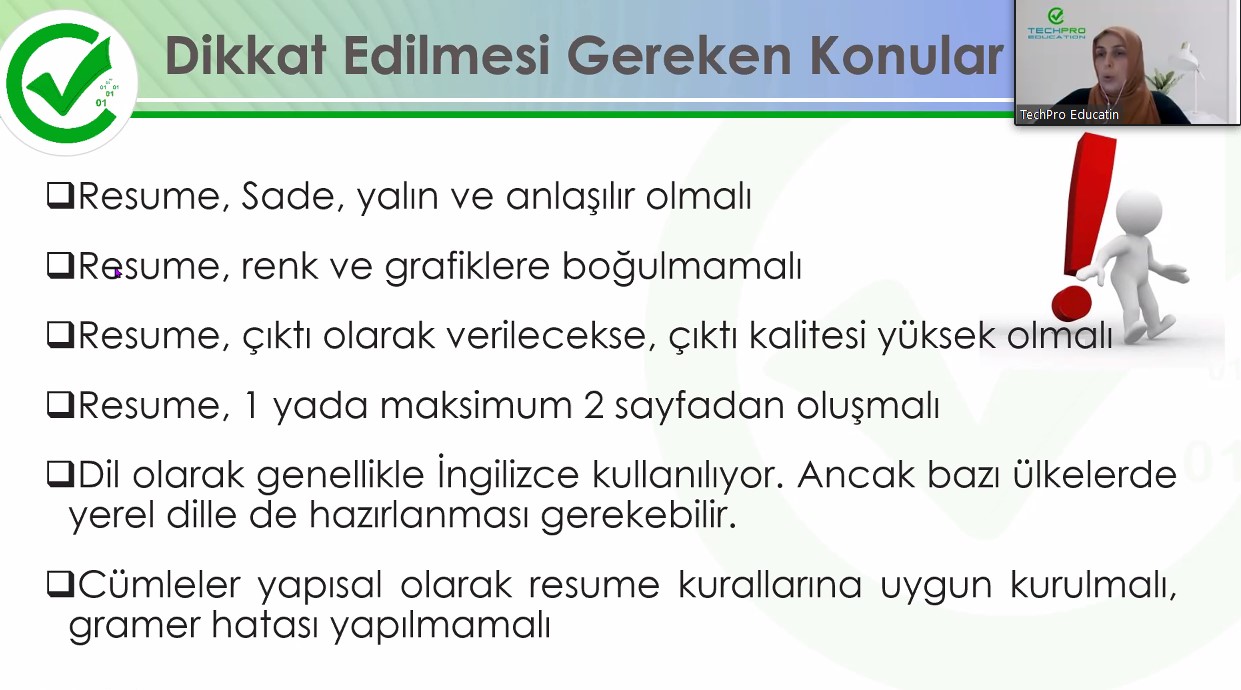 Dikkat Edilmesi Gereken Konular
TECHPRO
EDUCATION
TechPro Educatin
❑Resume, Sade, yalın ve anlaşılır olmalı
❑Resume, renk ve grafiklere boğulmamalı
❑Resume, çıktı olarak verilecekse, çıktı kalitesi yüksek olmalı
❑Resume, 1 yada maksimum 2 sayfadan oluşmalı
❑Dil olarak genellikle İngilizce kullanılıyor. Ancak bazı ülkelerde
yerel dille de hazırlanması gerekebilir.
❑Cümleler yapısal olarak resume kurallarına uygun kurulmalı,
gramer hatası yapılmamalı